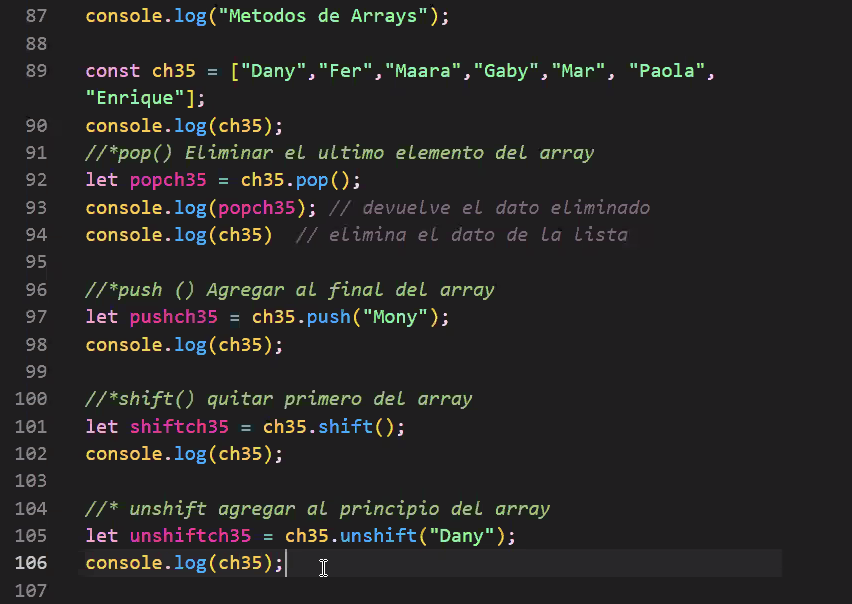 87 console.log("Metodos de Arrays");
88
89 const ch35 = ["Dany","Fer","Maara","Gaby","Mar", "Paola",
"Enrique"];
90 console.log(ch35);
91 //*pop() Eliminar el ultimo elemento del array
92 let popch35 = ch35.pop();
93 console.log(popch35); // devuelve el dato eliminado
94 console.log(ch35)  // elimina el dato de la lista
95
96 //*push () Agregar al final del array
97 let pushch35 = ch35.push("Mony");
98 console.log(ch35);
99
100 //*shift() quitar primero del array
101 let shiftch35 = ch35.shift();
102 console.log(ch35);
103
104 //* unshift agregar al principio del array
105 let unshiftch35 = ch35.unshift("Dany");
106 console.log(ch35);
107